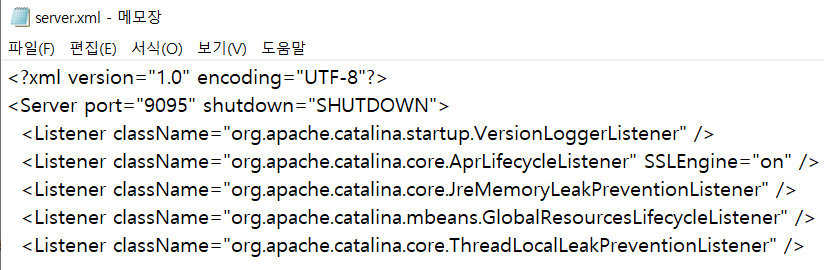 server.xml - 메모장
파일(F) 편집(E) 서식(O) 보기(V) 도움말
<?xml version="1.0" encoding="UTF-8"?>
<Server port="9095" shutdown="SHUTDOWN">
  <Listener className="org.apache.catalina.startup.VersionLoggerListener" />
  <Listener className="org.apache.catalina.core.AprLifecycleListener" SSLEngine="on" />
  <Listener className="org.apache.catalina.core.JreMemoryLeakPreventionListener" />
  <Listener className="org.apache.catalina.mbeans.GlobalResourcesLifecycleListener" />
  <Listener className="org.apache.catalina.core.ThreadLocalLeakPreventionListener" />